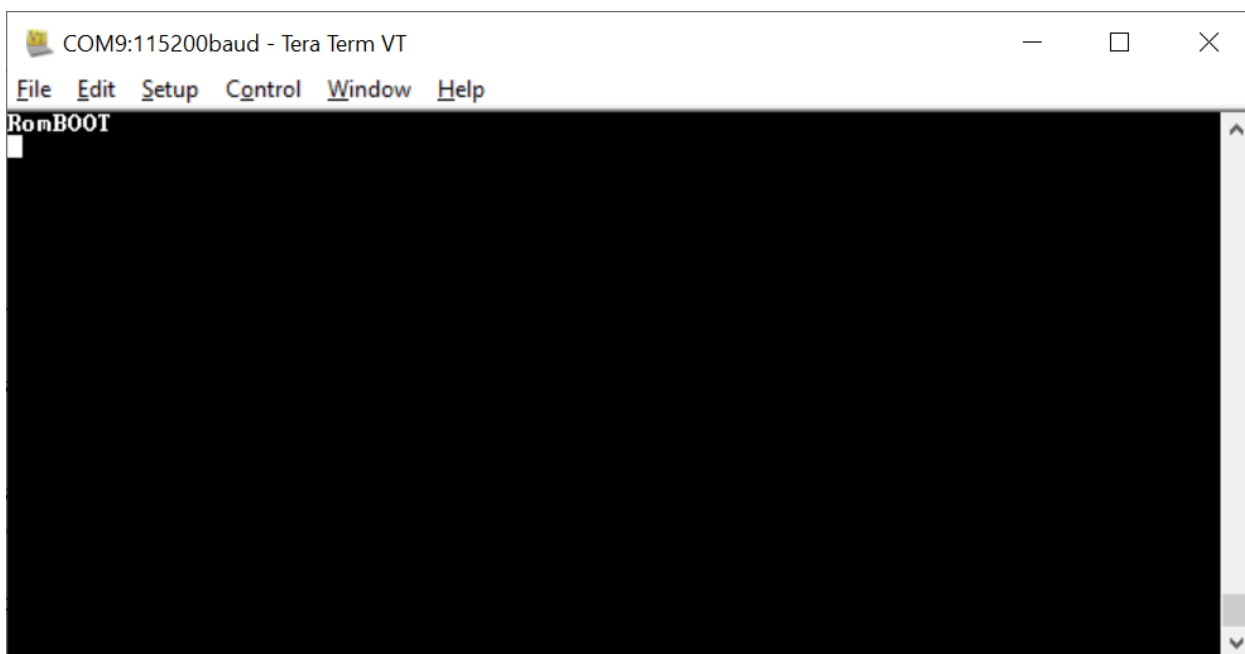 COM9:115200baud - Tera Term VT
File Edit Setup Control Window Help
RomBOOT